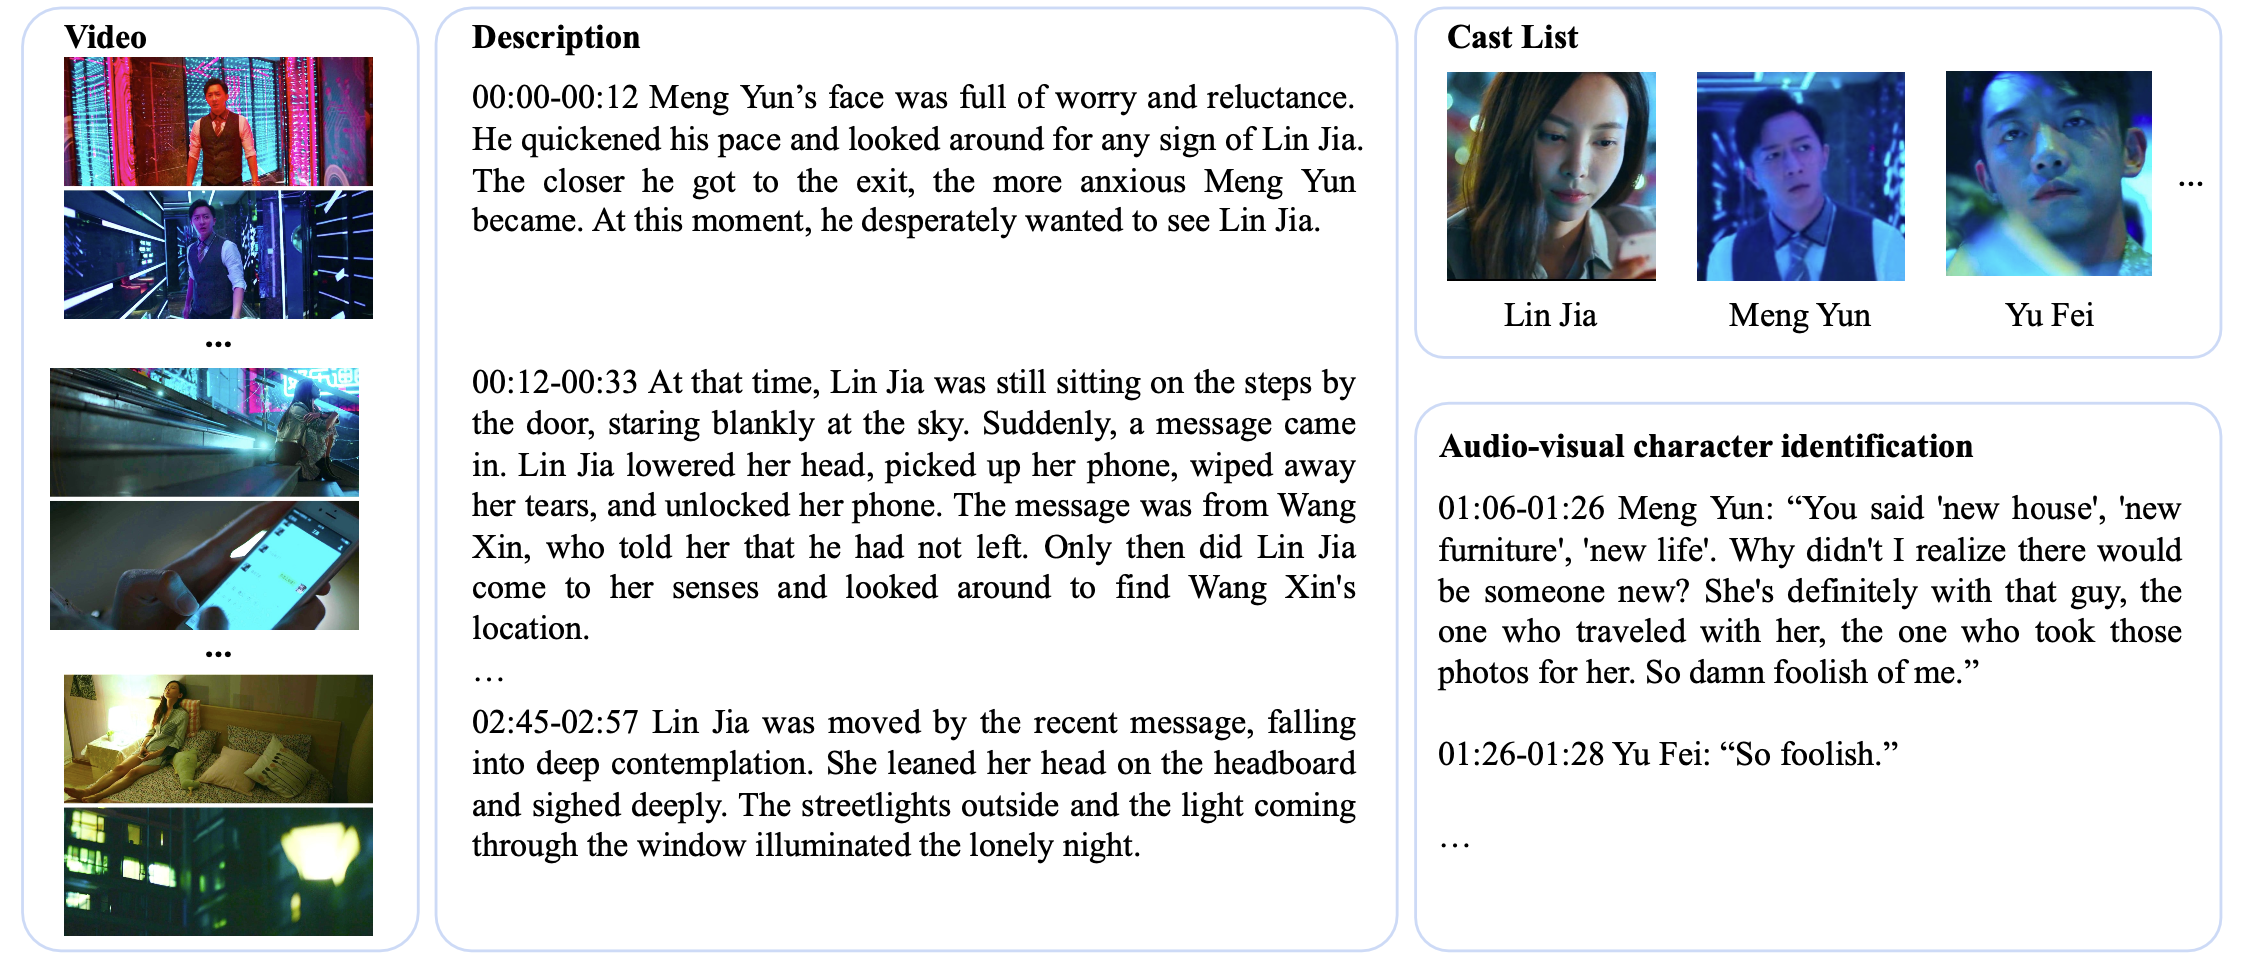 Video
...
...
Description
00:00-00:12 Meng Yun’s face was full of worry and reluctance.
He quickened his pace and looked around for any sign of Lin Jia.
The closer he got to the exit, the more anxious Meng Yun
became. At this moment, he desperately wanted to see Lin Jia.
00:12-00:33 At that time, Lin Jia was still sitting on the steps by
the door, staring blankly at the sky. Suddenly, a message came
in. Lin Jia lowered her head, picked up her phone, wiped away
her tears, and unlocked her phone. The message was from Wang
Xin, who told her that he had not left. Only then did Lin Jia
come to her senses and looked around to find Wang Xin's
location.
…
02:45-02:57 Lin Jia was moved by the recent message, falling
into deep contemplation. She leaned her head on the headboard
and sighed deeply. The streetlights outside and the light coming
through the window illuminated the lonely night.
Cast List
...
Lin Jia
Meng Yun
Yu Fei
Audio-visual character identification
01:06-01:26 Meng Yun: “You said 'new house', 'new
furniture', 'new life'. Why didn't I realize there would
be someone new? She's definitely with that guy, the
one who traveled with her, the one who took those
photos for her. So damn foolish of me.”
01:26-01:28 Yu Fei: “So foolish.”
…